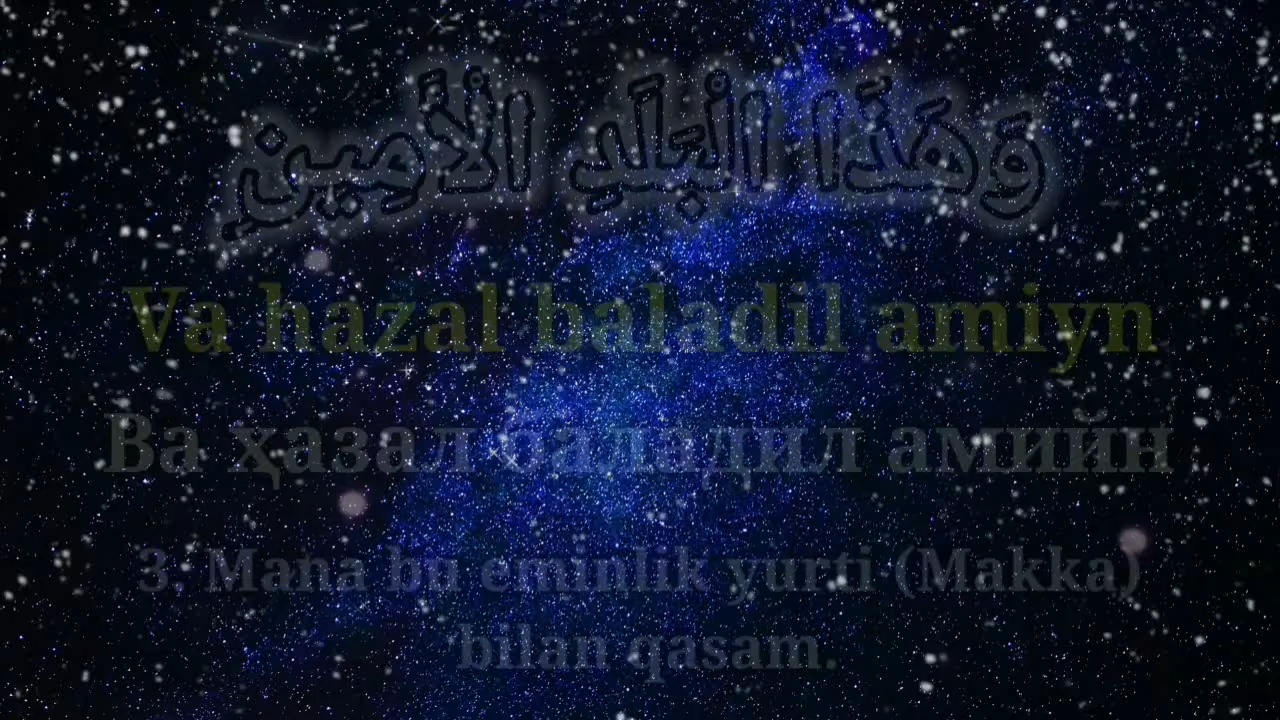 وَهَٰذَا الْبَلَدِ الْأَمِينِ
Va hazal baladil amiyn
Ва ҳазал баладил амийн
3. Mana bu eminlik yurti (Makka)
bilan qasam.